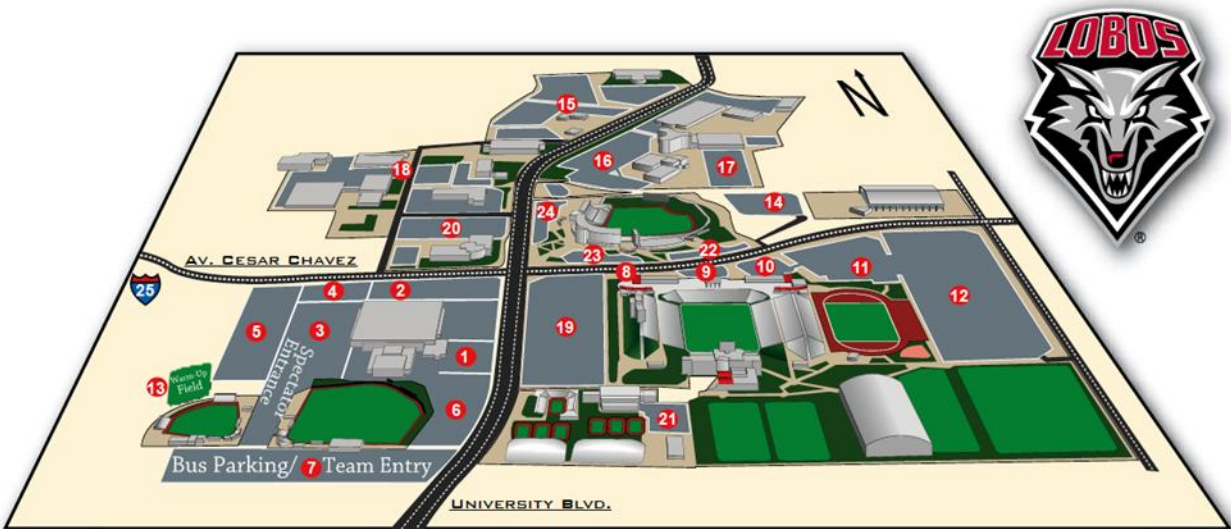 LOBOS
®
N
15
16
17
18
14
24
20
22
23
AV. CESAR CHAVEZ
8
9
10
11
25
4
2
12
5
3
19
1
Spectator
Entrance
13
Warm-Up
Field
6
21
Bus Parking/ 7 Team Entry
UNIVERSITY BLVD.